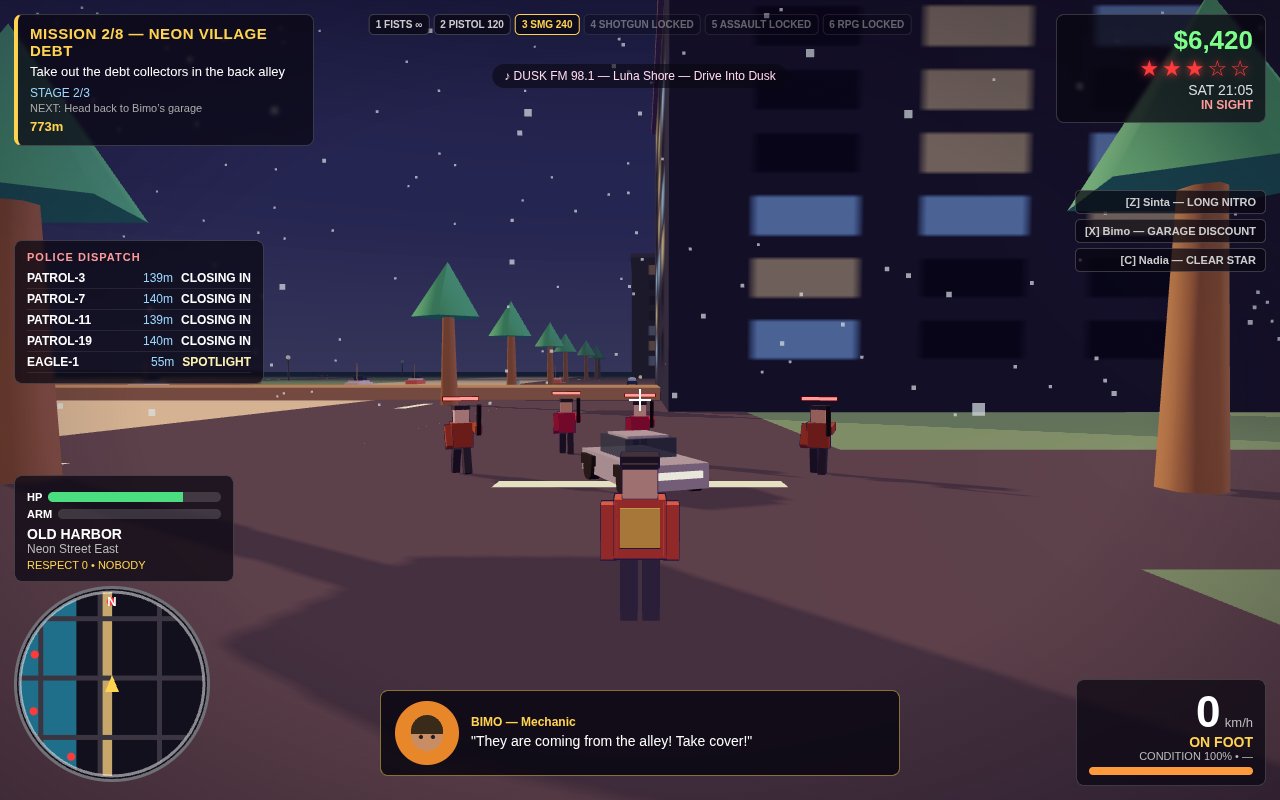 MISSION 2/8 — NEON VILLAGE
DEBT
Take out the debt collectors in the back alley
STAGE 2/3
NEXT: Head back to Bimo's garage
773m
1 FISTS ∞
2 PISTOL 120
3 SMG 240
4 SHOTGUN LOCKED
5 ASSAULT LOCKED
6 RPG LOCKED
♪ DUSK FM 98.1 — Luna Shore — Drive Into Dusk
$6,420
★★★☆☆
SAT 21:05
IN SIGHT
[Z] Sinta — LONG NITRO
[X] Bimo — GARAGE DISCOUNT
[C] Nadia — CLEAR STAR
POLICE DISPATCH
PATROL-3 139m CLOSING IN
PATROL-7 140m CLOSING IN
PATROL-11 139m CLOSING IN
PATROL-19 140m CLOSING IN
EAGLE-1 55m SPOTLIGHT
HP
ARM
OLD HARBOR
Neon Street East
RESPECT 0 • NOBODY
N
BIMO — Mechanic
"They are coming from the alley! Take cover!"
0 km/h
ON FOOT
CONDITION 100% • —